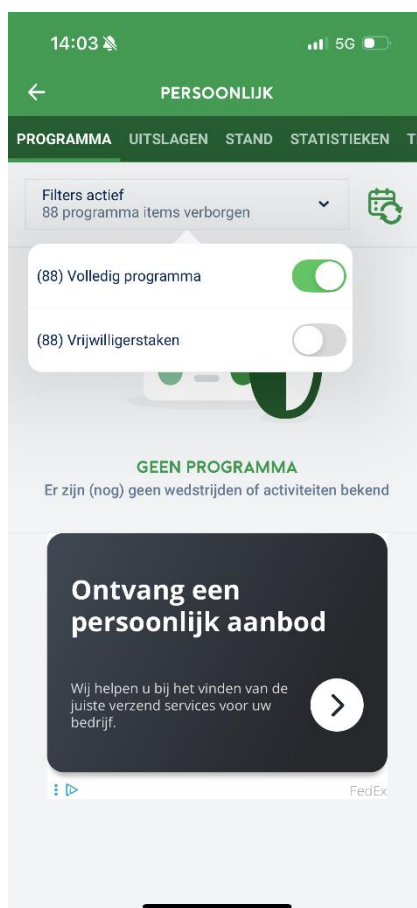 14:03
5G
PERSOONLIJK
PROGRAMMA UITSLAGEN STAND STATISTIEKEN T
Filters actief
88 programma items verborgen
(88) Volledig programma
(88) Vrijwilligerstaken
GEEN PROGRAMMA
Er zijn (nog) geen wedstrijden of activiteiten bekend
Ontvang een
persoonlijk aanbod
Wij helpen u bij het vinden van de
juiste verzend services voor uw
bedrijf.
FedEx